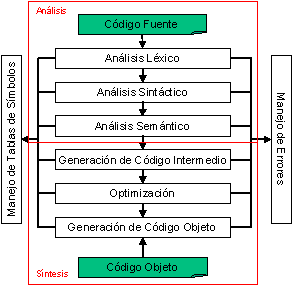 Análisis
Código Fuente
Análisis Léxico
Análisis Sintáctico
Análisis Semántico
Generación de Código Intermedio
Optimización
Generación de Código Objeto
Código Objeto
Síntesis
Manejo de Tablas de Símbolos
Manejo de Errores